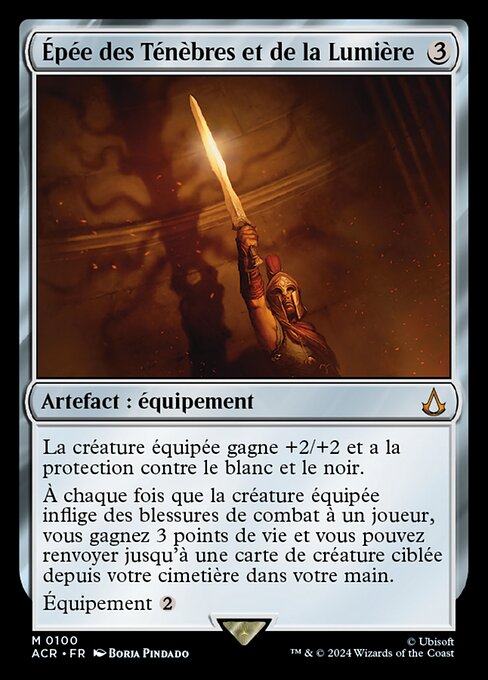 Épée des Ténèbres et de la Lumière 3
Artefact : équipement
La créature équipée gagne +2/+2 et a la
protection contre le blanc et le noir.
À chaque fois que la créature équipée
inflige des blessures de combat à un joueur,
vous gagnez 3 points de vie et vous pouvez
renvoyer jusqu'à une carte de créature ciblée
depuis votre cimetière dans votre main.
Équipement 2
M 0100 © Ubisoft
ACR • FR Borja Pindado ™ & © 2024 Wizards of the Coast